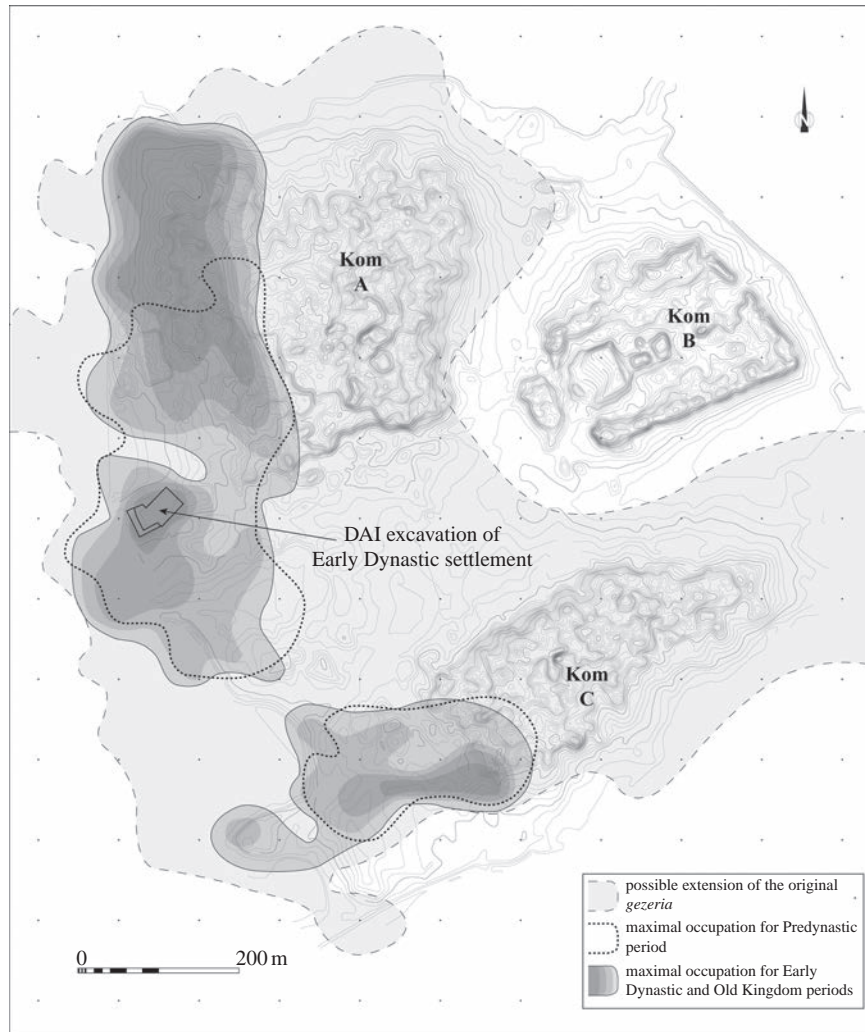 N
Kom
A
Kom
B
DAI excavation of
Early Dynastic settlement
Kom
C
possible extension of the original
gezeria
maximal occupation for Predynastic
period
maximal occupation for Early
Dynastic and Old Kingdom periods
0 200 m